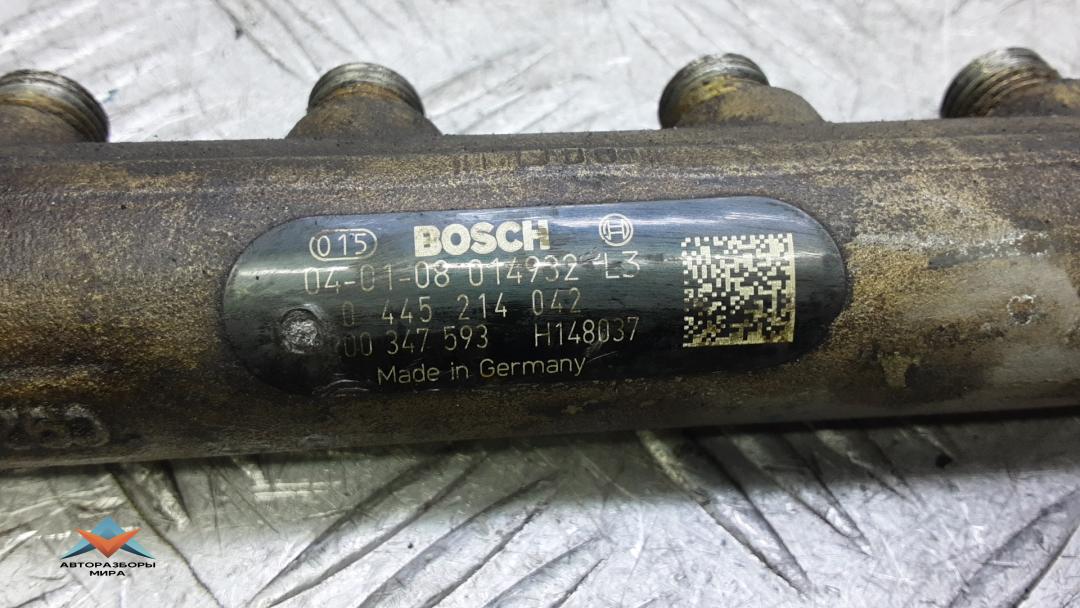 015 BOSCH H
04-01-08 014932 L3
0 445 214 042
00 347 593 H148037
Made in Germany
АВТОРАЗБОРЫ
МИРА